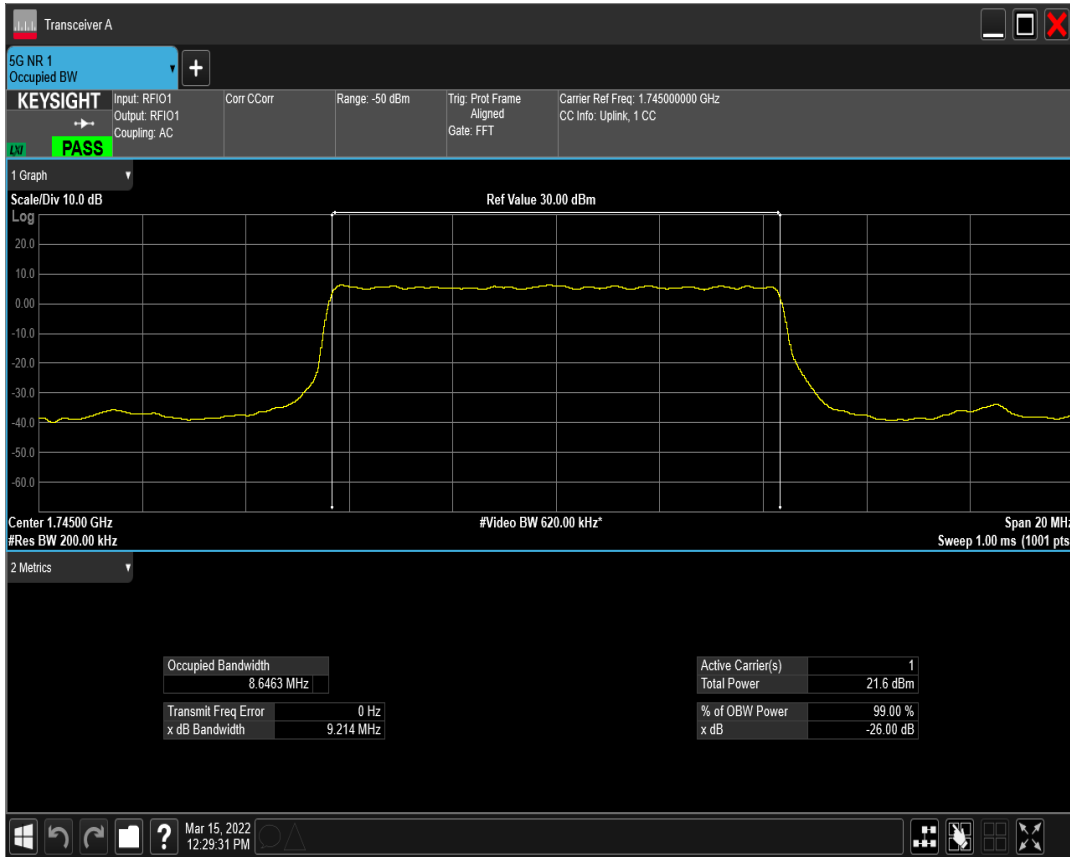 Transceiver A
5G NR 1
Occupied BW
KEYSIGHT
LXI
PASS
Input: RFIO1
Output: RFIO1
Coupling: AC
Corr CCorr
Range: -50 dBm
Trig: Prot Frame
Aligned
Gate: FFT
Carrier Ref Freq: 1.745000000 GHz
CC Info: Uplink, 1 CC
1 Graph
Scale/Div 10.0 dB
Ref Value 30.00 dBm
Log
20.0
10.0
0.00
-10.0
-20.0
-30.0
-40.0
-50.0
-60.0
Center 1.74500 GHz
#Video BW 620.00 kHz*
Span 20 MHz
#Res BW 200.00 kHz
Sweep 1.00 ms (1001 pts
2 Metrics
Occupied Bandwidth
8.6463 MHz
Transmit Freq Error 0 Hz
x dB Bandwidth 9.214 MHz
Active Carrier(s) 1
Total Power 21.6 dBm
% of OBW Power 99.00 %
x dB -26.00 dB
?
Mar 15, 2022
12:29:31 PM